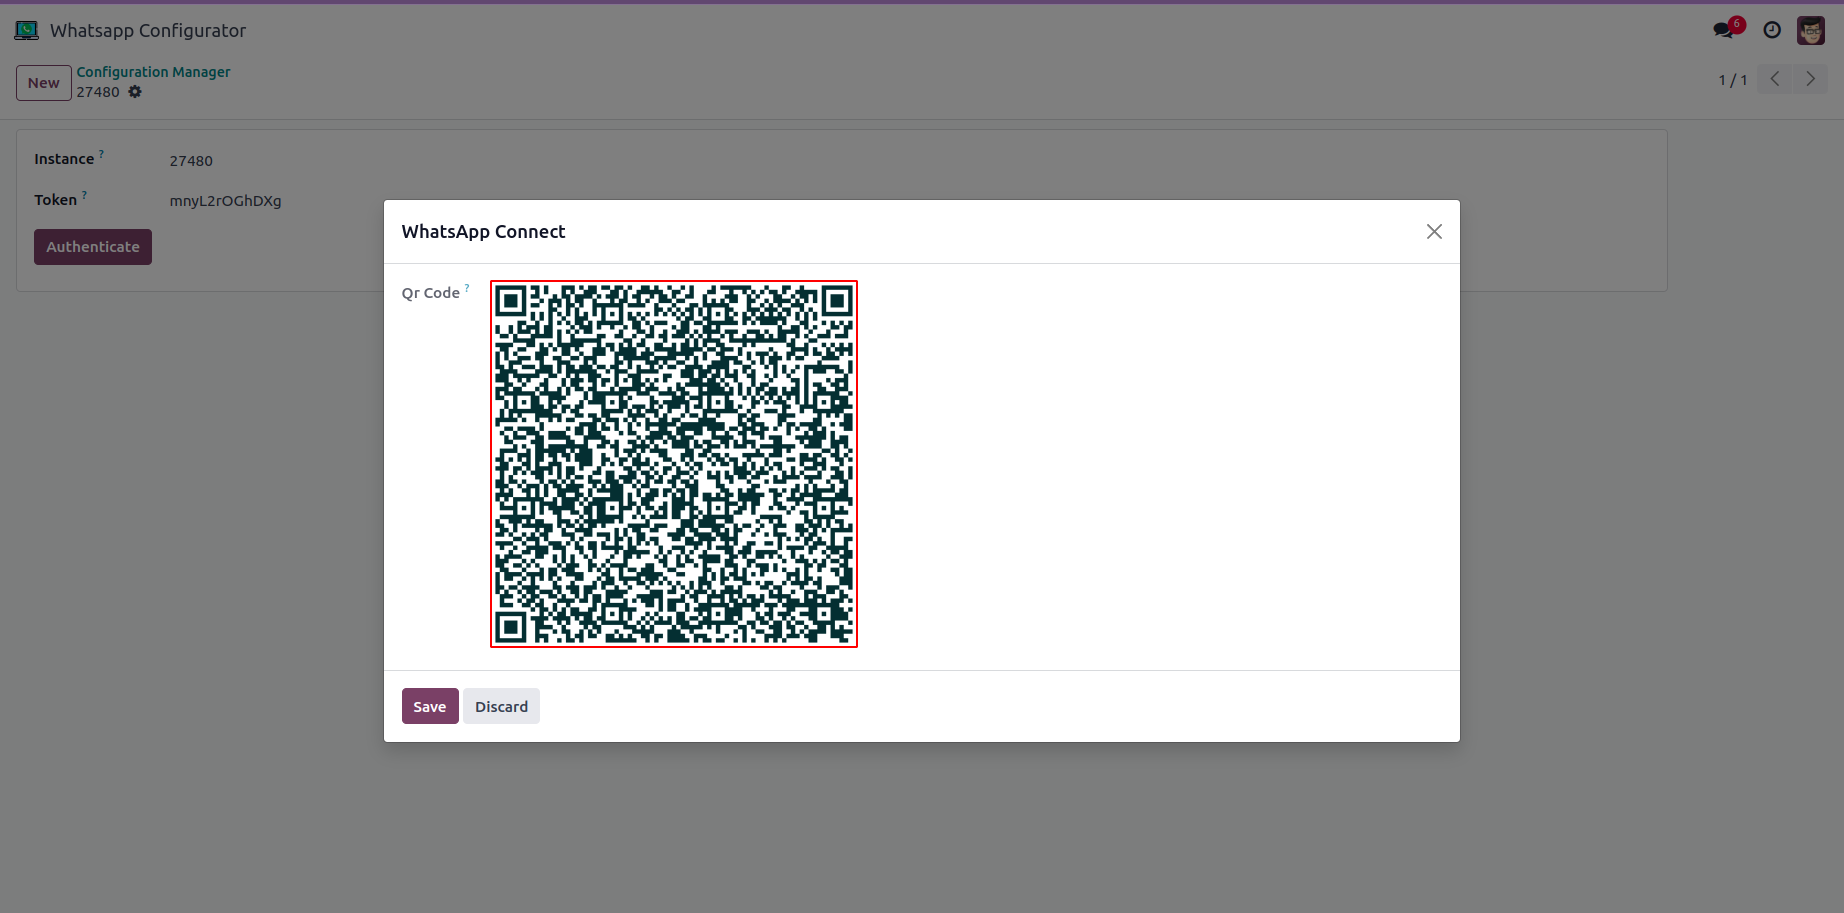 Whatsapp Configurator
6
New
Configuration Manager
27480
1 / 1
Instance ?
27480
Token ?
mnyL2rOGhDXg
Authenticate
WhatsApp Connect
Qr Code ?
Save
Discard